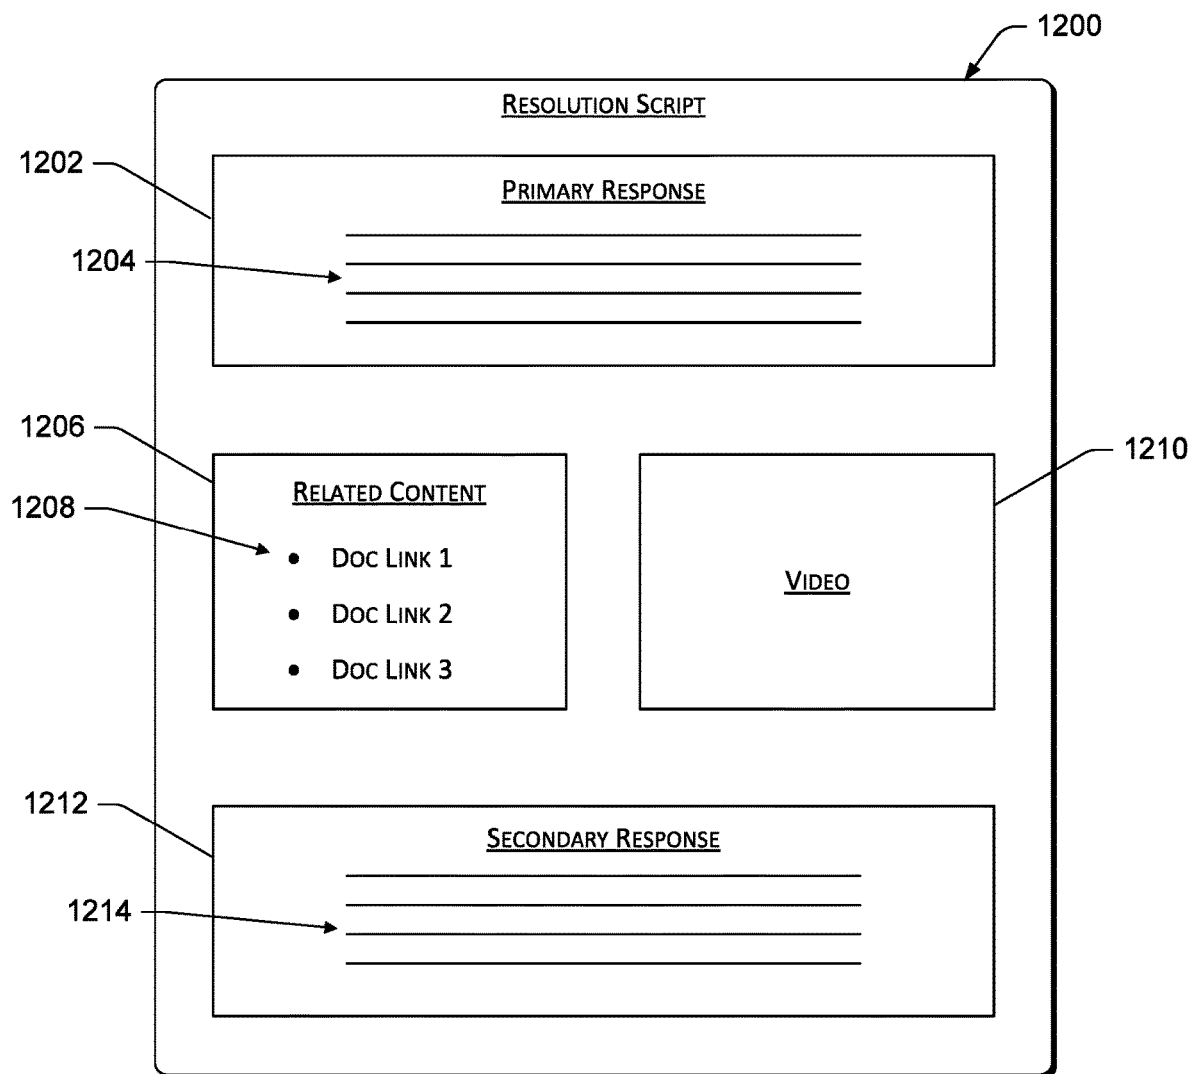 1200
RESOLUTION SCRIPT
1202
PRIMARY RESPONSE
1204
1206
1210
RELATED CONTENT
1208
• DOC LINK 1
VIDEO
• DOC LINK 2
• DOC LINK 3
1212
SECONDARY RESPONSE
1214